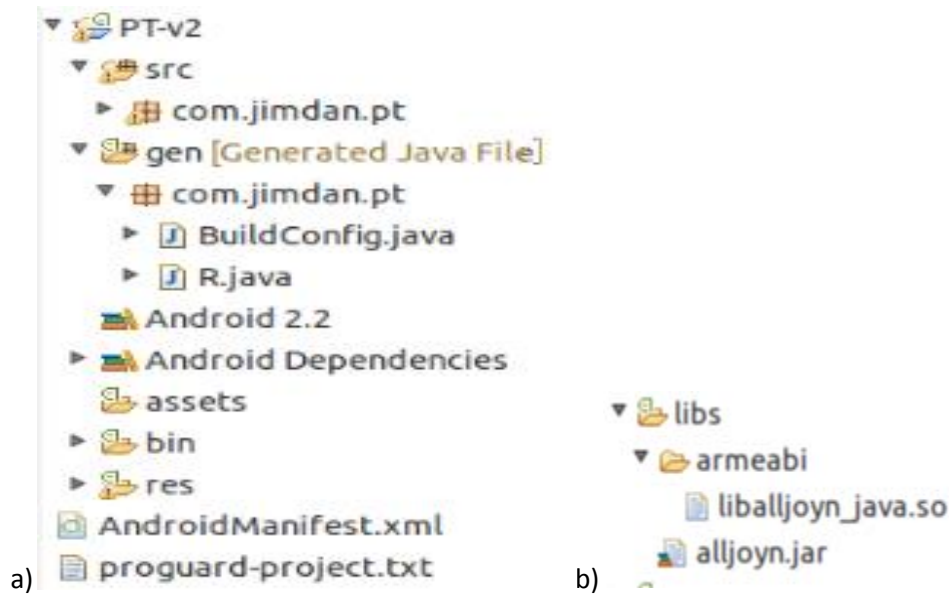 PT-v2
src
com.jimdan.pt
gen [Generated Java File]
com.jimdan.pt
BuildConfig.java
R.java
Android 2.2
Android Dependencies
assets
bin
res
AndroidManifest.xml
a) proguard-project.txt
libs
armeabi
liballjoyn_java.so
b) alljoyn.jar